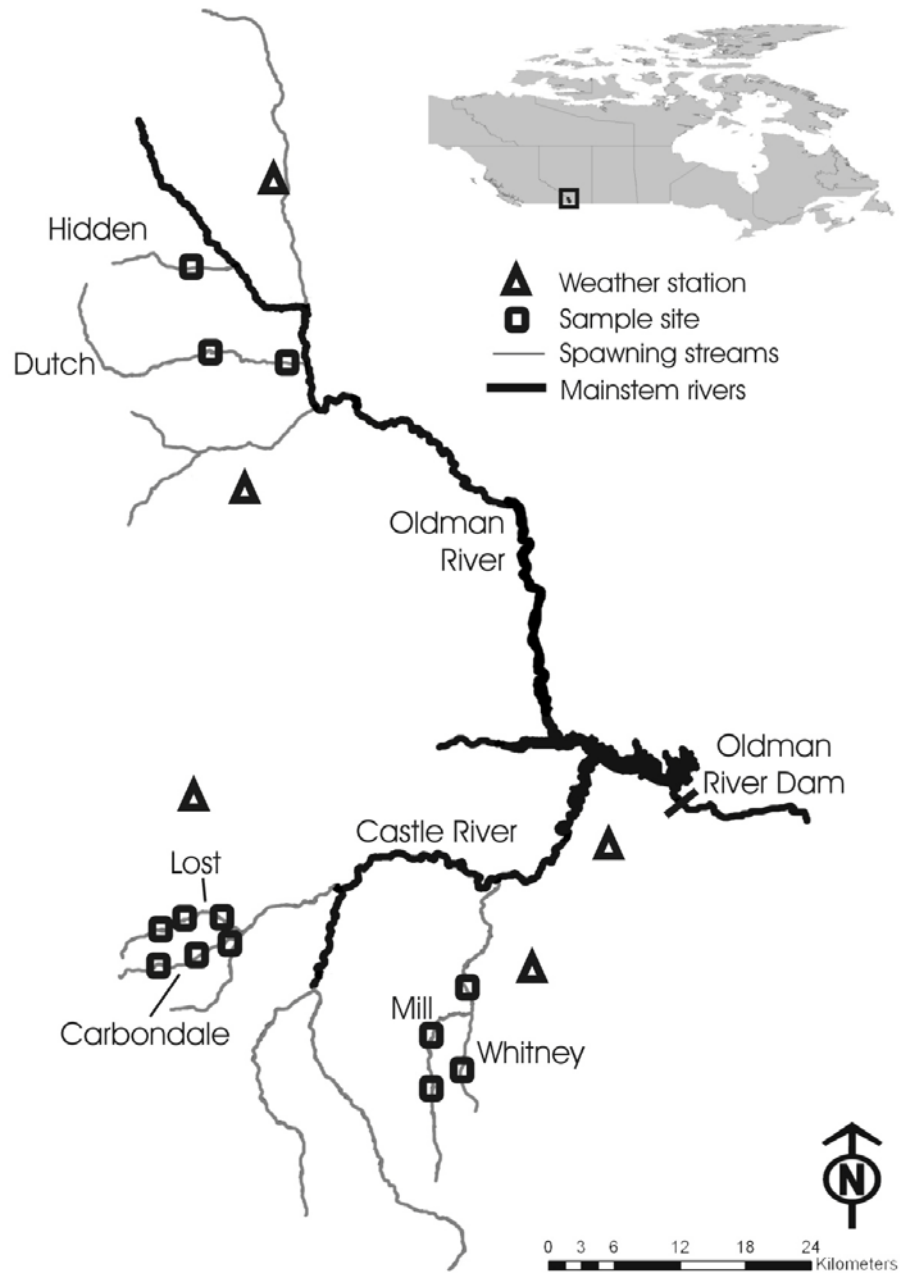 Hidden
Weather station
Sample site
Spawning streams
Mainstem rivers
Dutch
Oldman
River
Oldman
River Dam
Castle River
Lost
Carbondale
Mill
Whitney
N
0 3 6 12 18 24
Kilometers